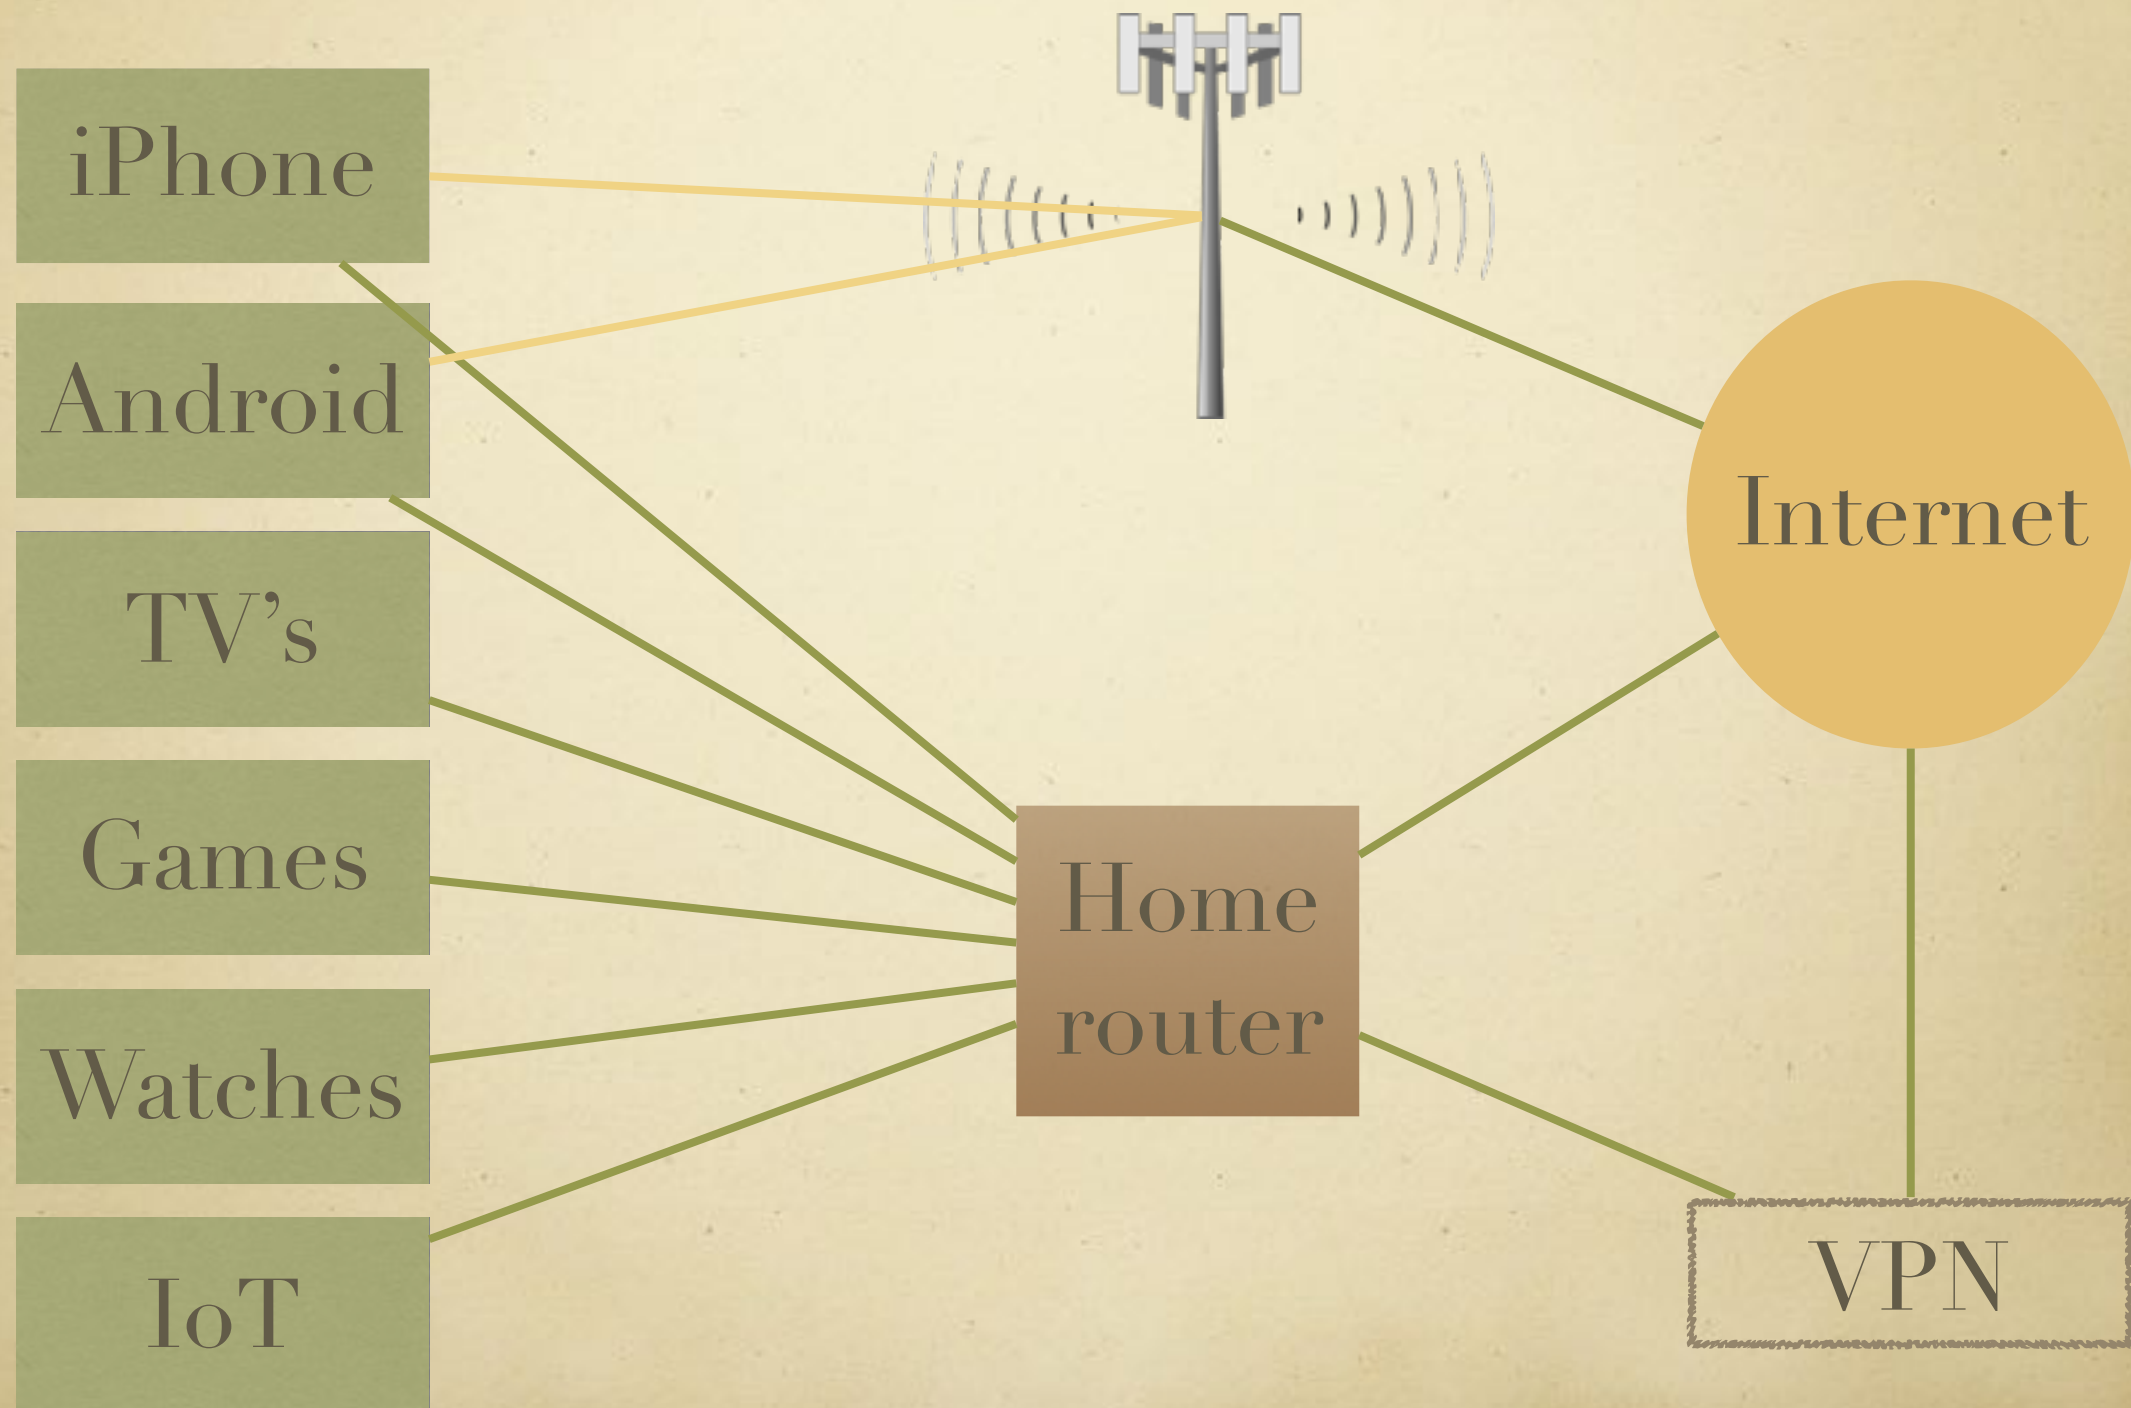 iPhone
Android
TV’s
Games
Watches
IoT
Home
router
Internet
VPN